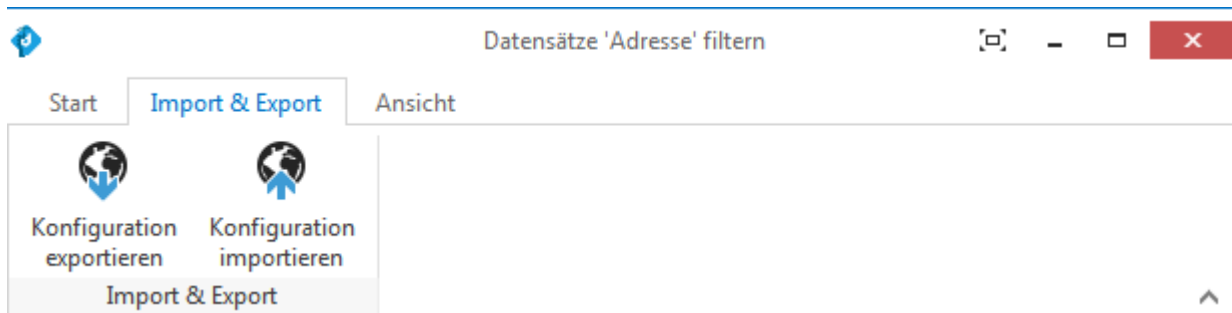 Datensätze 'Adresse' filtern
Start Import & Export Ansicht
Konfiguration exportieren Konfiguration importieren
Import & Export